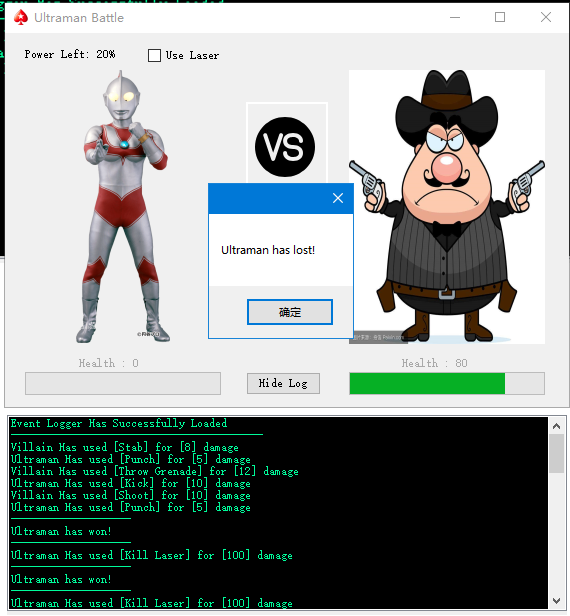 Ultraman Battle
Power Left: 20%
Use Laser
VS
Ultraman has lost!
确定
Health : 0
Hide Log
Health : 80
Event Logger Has Successfully Loaded
Villain Has used [Stab] for [8] damage
Ultraman Has used [Punch] for [5] damage
Villain Has used [Throw Grenade] for [12] damage
Ultraman Has used [Kick] for [10] damage
Villain Has used [Shoot] for [10] damage
Ultraman Has used [Punch] for [5] damage
Ultraman has won!
Ultraman Has used [Kill Laser] for [100] damage
Ultraman has won!
Ultraman Has used [Kill Laser] for [100] damage